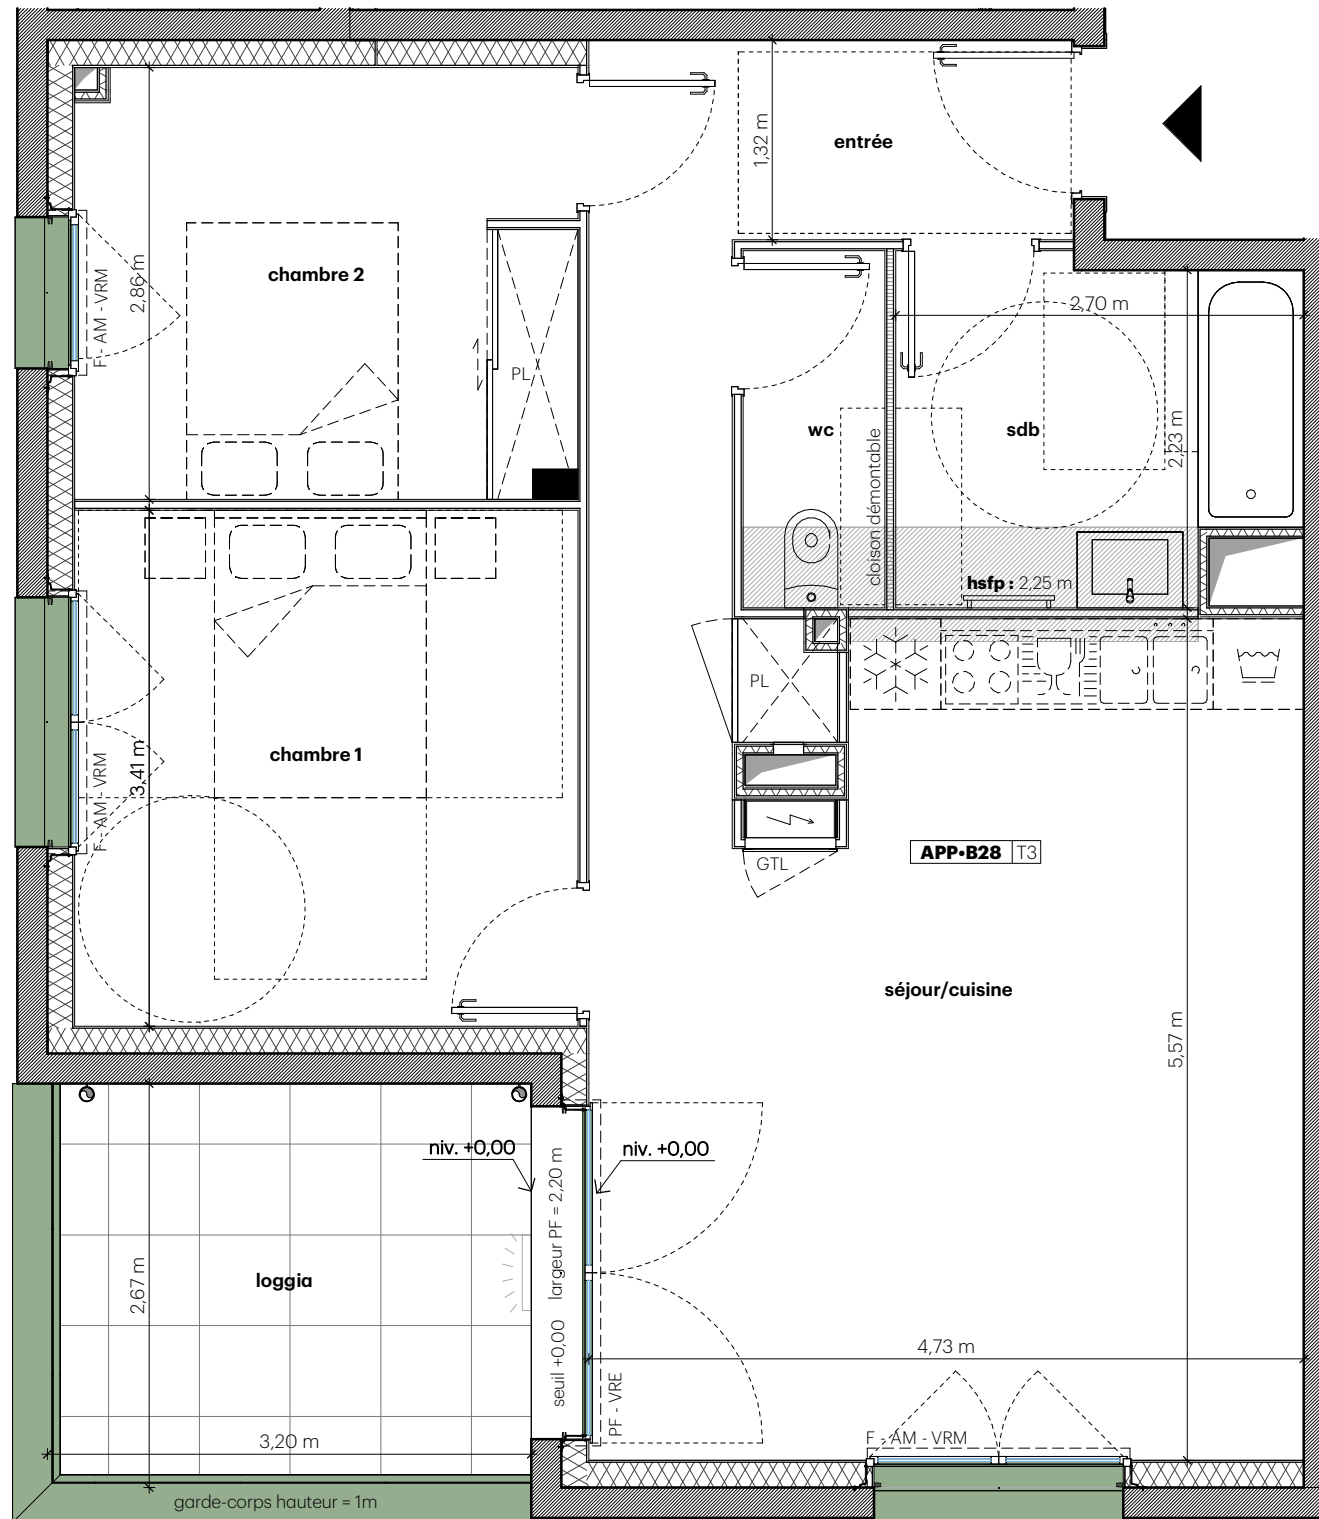 1,32 m
entrée
chambre 2
2,86 m
F - AM - VRM
PL
2,70 m
wc
sdb
cloison démontable
2,23 m
hsfp : 2,25 m
PL
chambre 1
3,41 m
F - AM - VRM
GTL
APP•B28 T3
séjour/cuisine
5,57 m
niv. +0,00
niv. +0,00
seuil +0,00 largeur PF = 2,20 m
PF - VRE
loggia
2,67 m
3,20 m
4,73 m
F - AM - VRM
garde-corps hauteur = 1m